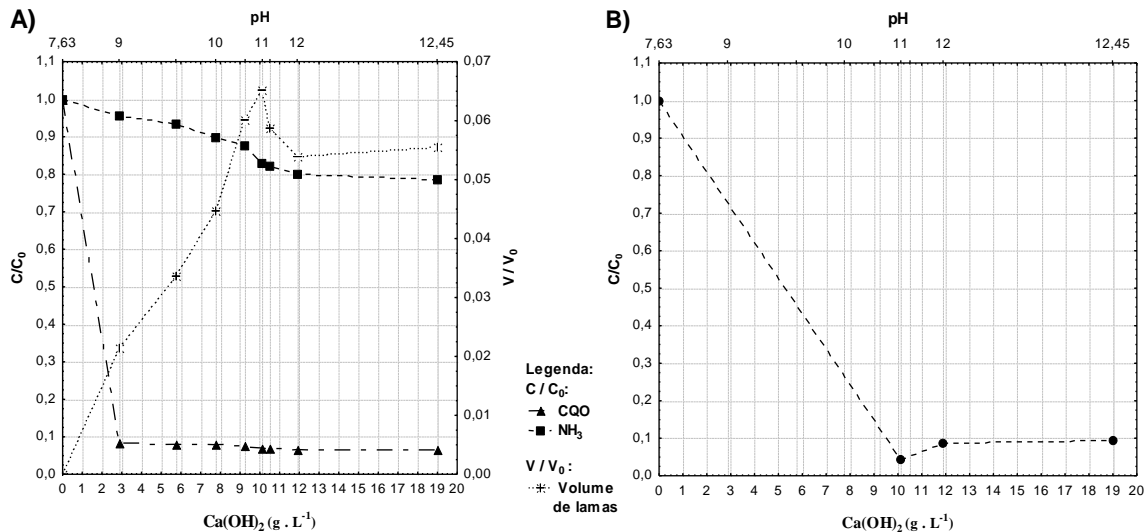 A)
pH
7,63 9 10 11 12 12,45
1,1
1,0
0,9
0,8
0,7
0,6
0,5
0,4
0,3
0,2
0,1
0,0
C/C0
0,07
0,06
0,05
0,04
0,03
0,02
0,01
0,00
V / V0
0 1 2 3 4 5 6 7 8 9 10 11 12 13 14 15 16 17 18 19 20
Ca(OH)2 (g . L-1)
Legenda:
C / C0:
CQO
NH3
V / V0 :
Volume
de lamas
B)
pH
7,63 9 10 11 12 12,45
1,1
1,0
0,9
0,8
0,7
0,6
0,5
0,4
0,3
0,2
0,1
0,0
C/C0
0 1 2 3 4 5 6 7 8 9 10 11 12 13 14 15 16 17 18 19 20
Ca(OH)2 (g . L-1)